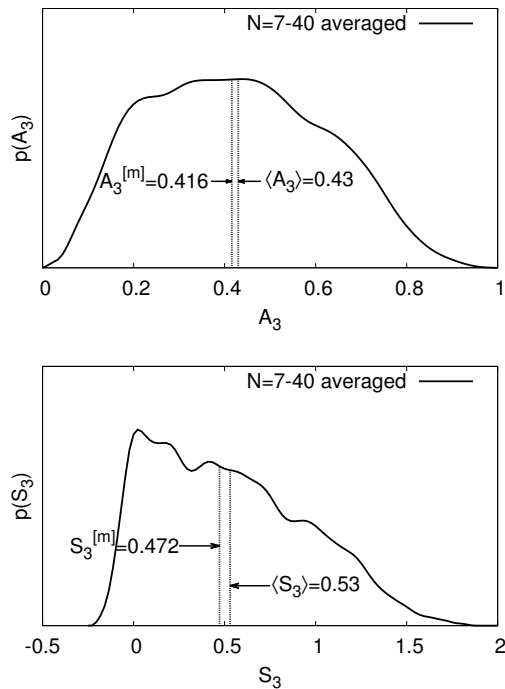 N=7-40 averaged
p(A₃)
A₃[m]=0.416
⟨A₃⟩=0.43
0 0.2 0.4 0.6 0.8 1
A₃
N=7-40 averaged
p(S₃)
S₃[m]=0.472
⟨S₃⟩=0.53
-0.5 0 0.5 1 1.5 2
S₃